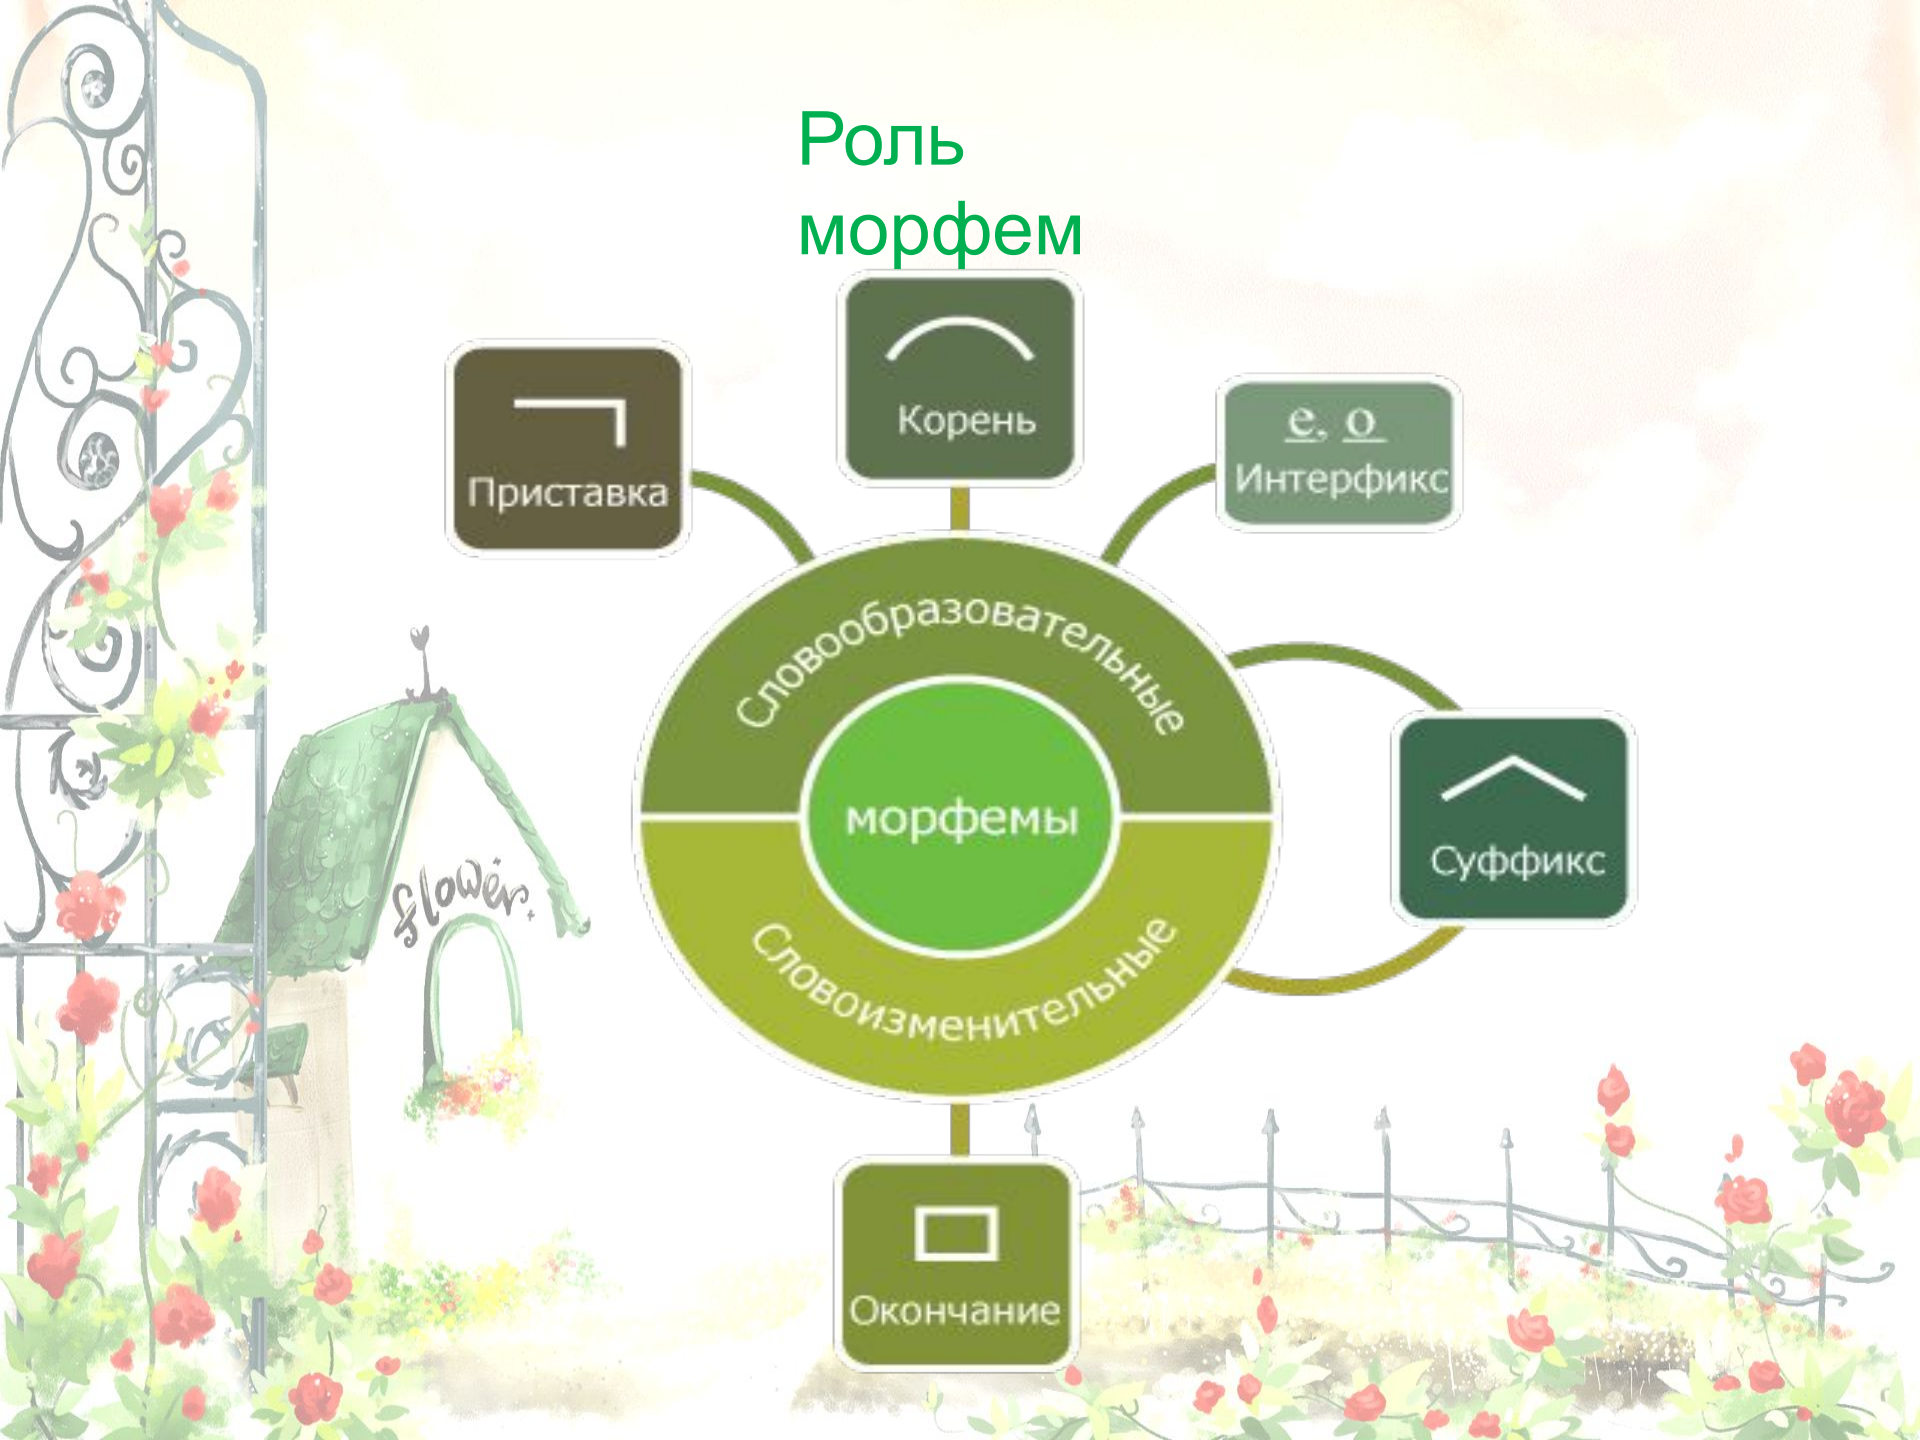 Роль
морфем
Корень
Приставка
е, о
Интерфикс
Словообразовательные
морфемы
Суффикс
Словоизменительные
flower
Окончание